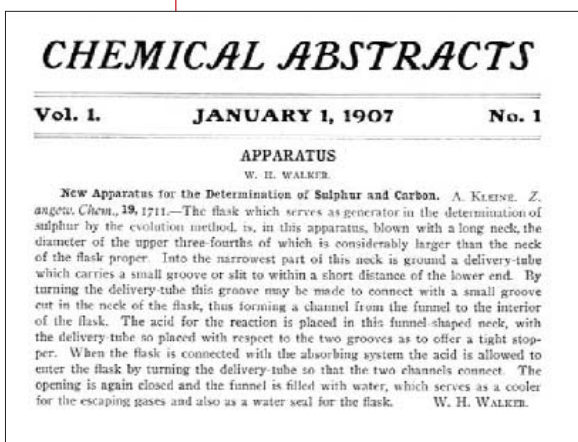 CHEMICAL ABSTRACTS
Vol. I. JANUARY 1, 1907 No. 1
APPARATUS
W. H. WALKER.
New Apparatus for the Determination of Sulphur and Carbon. A. KLEINE. Z.
angew. Chem., 19, 1711.—The flask which serves as generator in the determination of
sulphur by the evolution method, is, in this apparatus, blown with a long neck, the
diameter of the upper three-fourths of which is considerably larger than the neck
of the flask proper. Into the narrowest part of this neck is ground a delivery-tube
which carries a small groove or slit to within a short distance of the lower end. By
turning the delivery-tube this groove may be made to connect with a small groove
cut in the neck of the flask, thus forming a channel from the funnel to the interior
of the flask. The acid for the reaction is placed in this funnel-shaped neck, with
the delivery-tube so placed with respect to the two grooves as to offer a tight stop-
per. When the flask is connected with the absorbing system the acid is allowed to
enter the flask by turning the delivery-tube so that the two channels connect. The
opening is again closed and the funnel is filled with water, which serves as a cooler
for the escaping gases and also as a water seal for the flask. W. H. WALKER.